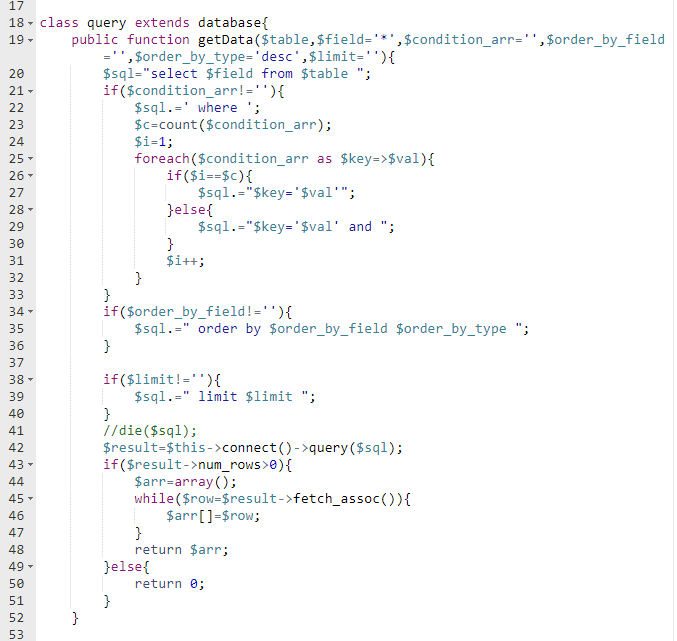 17
18 class query extends database{
19 public function getData($table,$field='*',$condition_arr='',$order_by_field
='',$order_by_type='desc',$limit=''){
20 $sql="select $field from $table ";
21 if($condition_arr!=''){
22 $sql.=' where ';
23 $c=count($condition_arr);
24 $i=1;
25 foreach($condition_arr as $key=>$val){
26 if($i==$c){
27 $sql.="$key='$val'";
28 }else{
29 $sql.="$key='$val' and ";
30 }
31 $i++;
32 }
33 }
34 if($order_by_field!=''){
35 $sql.=" order by $order_by_field $order_by_type ";
36 }
37
38 if($limit!=''){
39 $sql.=" limit $limit ";
40 }
41 //die($sql);
42 $result=$this->connect()->query($sql);
43 if($result->num_rows>0){
44 $arr=array();
45 while($row=$result->fetch_assoc()){
46 $arr[]=$row;
47 }
48 return $arr;
49 }else{
50 return 0;
51 }
52 }
53